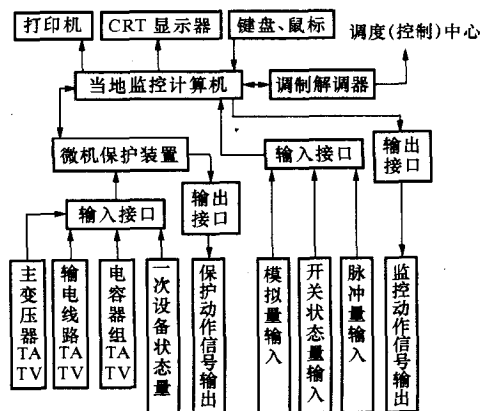 打印机
CRT 显示器
键盘、鼠标
调度(控制)中心
当地监控计算机
调制解调器
微机保护装置
输出
接口
输入接口
输出
接口
输入接口
主变压器TATV
输电线路TATV
电容器组TATV
一次设备状态量
保护动作信号输出
模拟量输入
开关状态量输入
脉冲量输入
监控动作信号输出